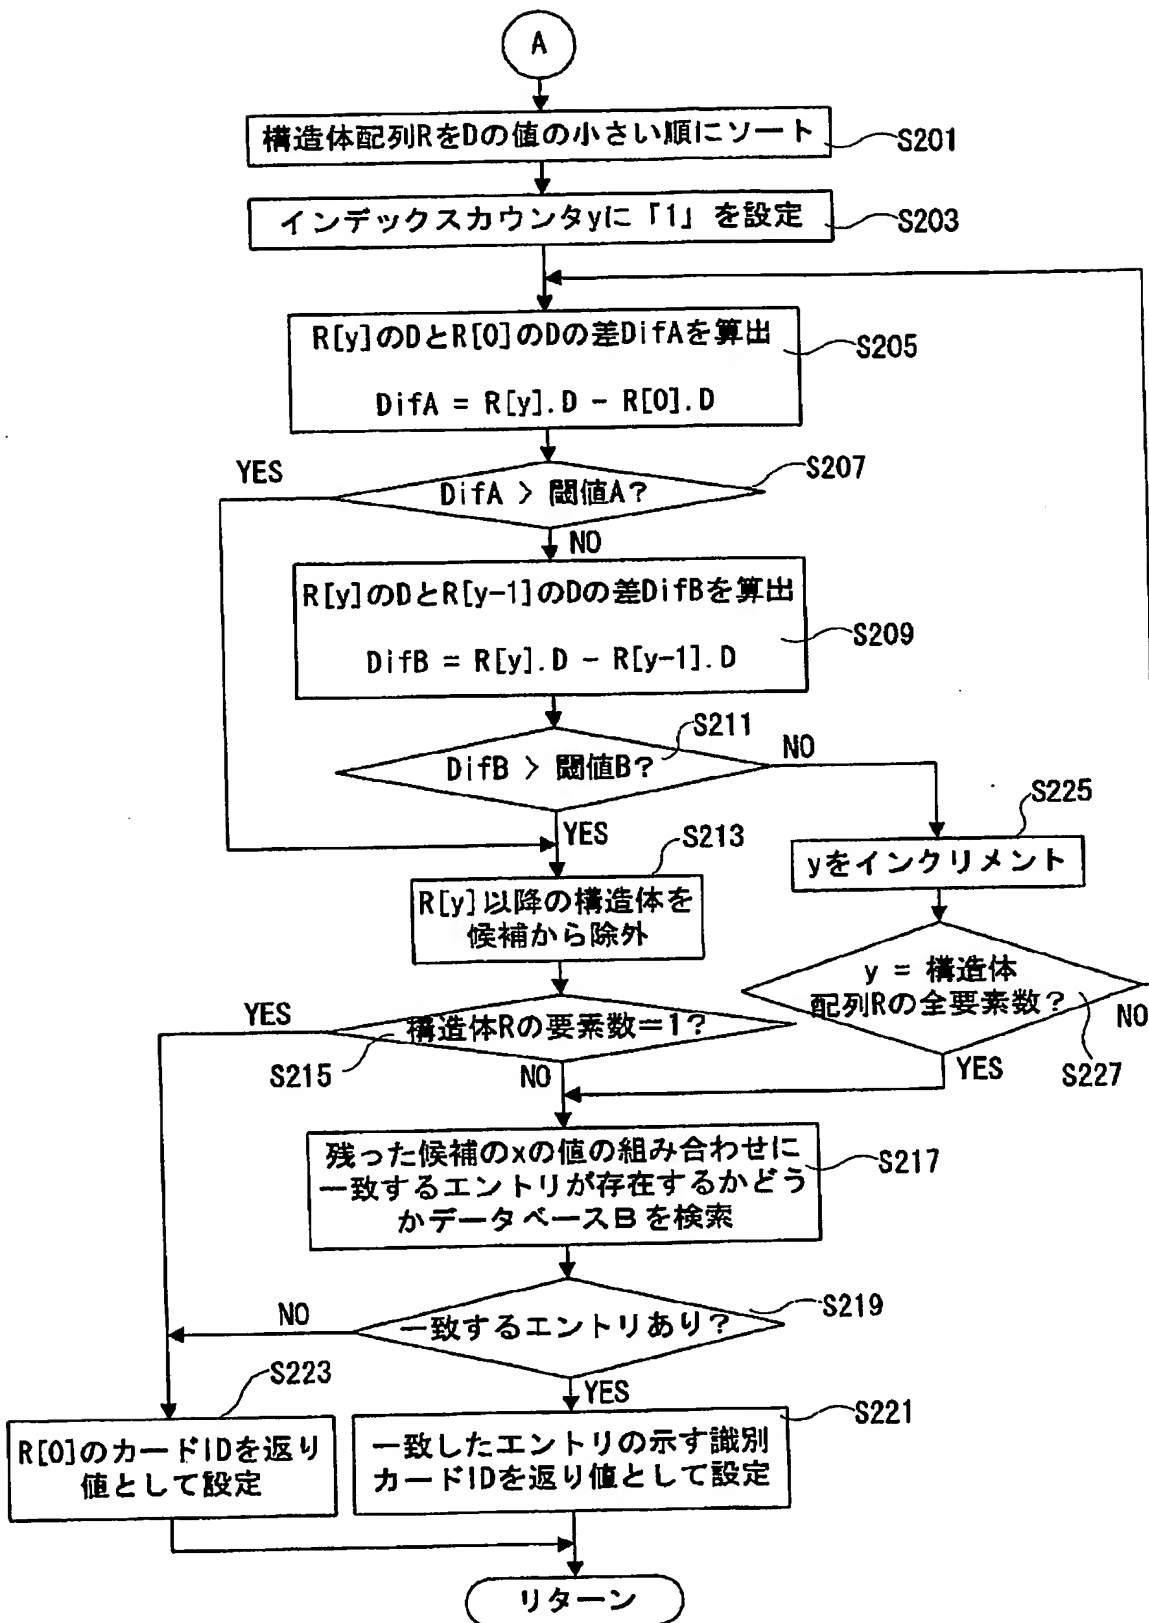 A
構造体配列RをDの値の小さい順にソート
S201
インデックスカウンタyに「1」を設定
S203
R[y]のDとR[0]のDの差DifAを算出
DifA = R[y].D - R[0].D
S205
YES
DifA > 閾値A?
S207
NO
R[y]のDとR[y-1]のDの差DifBを算出
DifB = R[y].D - R[y-1].D
S209
DifB > 閾値B?
S211
NO
YES
S225
yをインクリメント
S213
R[y]以降の構造体を
候補から除外
y = 構造体
配列Rの全要素数?
NO
YES
S227
YES
構造体Rの要素数=1?
S215
NO
残った候補のxの値の組み合わせに
一致するエントリが存在するかどう
かデータベースBを検索
S217
NO
一致するエントリあり?
S219
YES
S223
R[0]のカードIDを返り
値として設定
S221
一致したエントリの示す識別
カードIDを返り値として設定
リターン